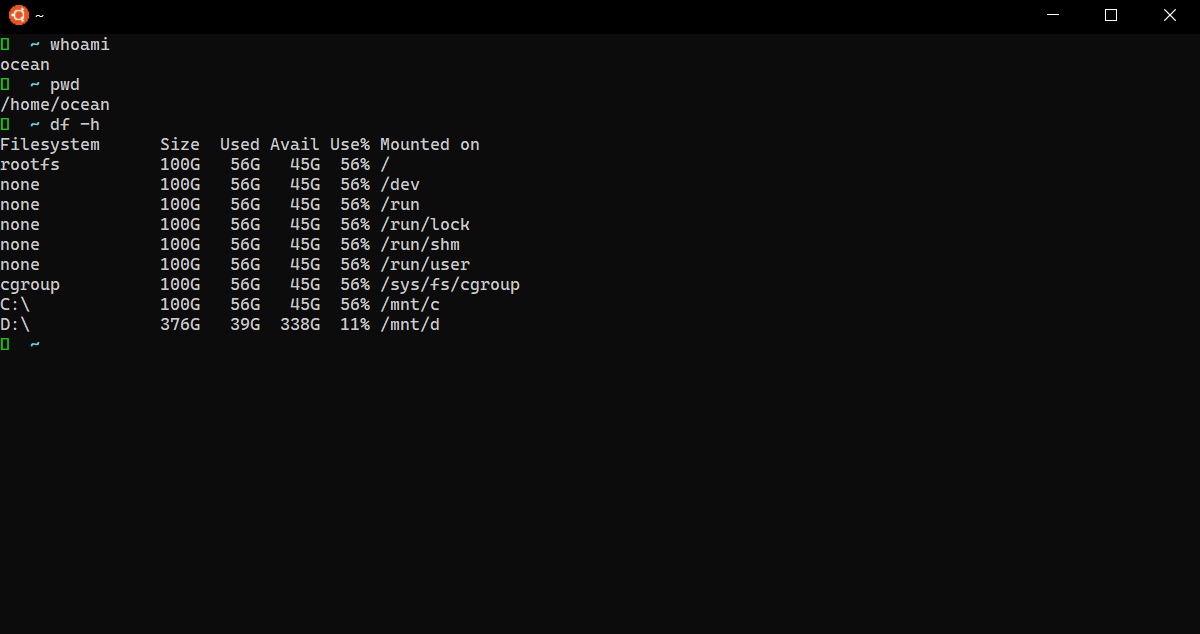 ~
~ whoami
ocean
~ pwd
/home/ocean
~ df -h
Filesystem      Size  Used Avail Use% Mounted on
rootfs          100G   56G   45G  56% /
none            100G   56G   45G  56% /dev
none            100G   56G   45G  56% /run
none            100G   56G   45G  56% /run/lock
none            100G   56G   45G  56% /run/shm
none            100G   56G   45G  56% /run/user
cgroup          100G   56G   45G  56% /sys/fs/cgroup
C:\             100G   56G   45G  56% /mnt/c
D:\             376G   39G  338G  11% /mnt/d
~